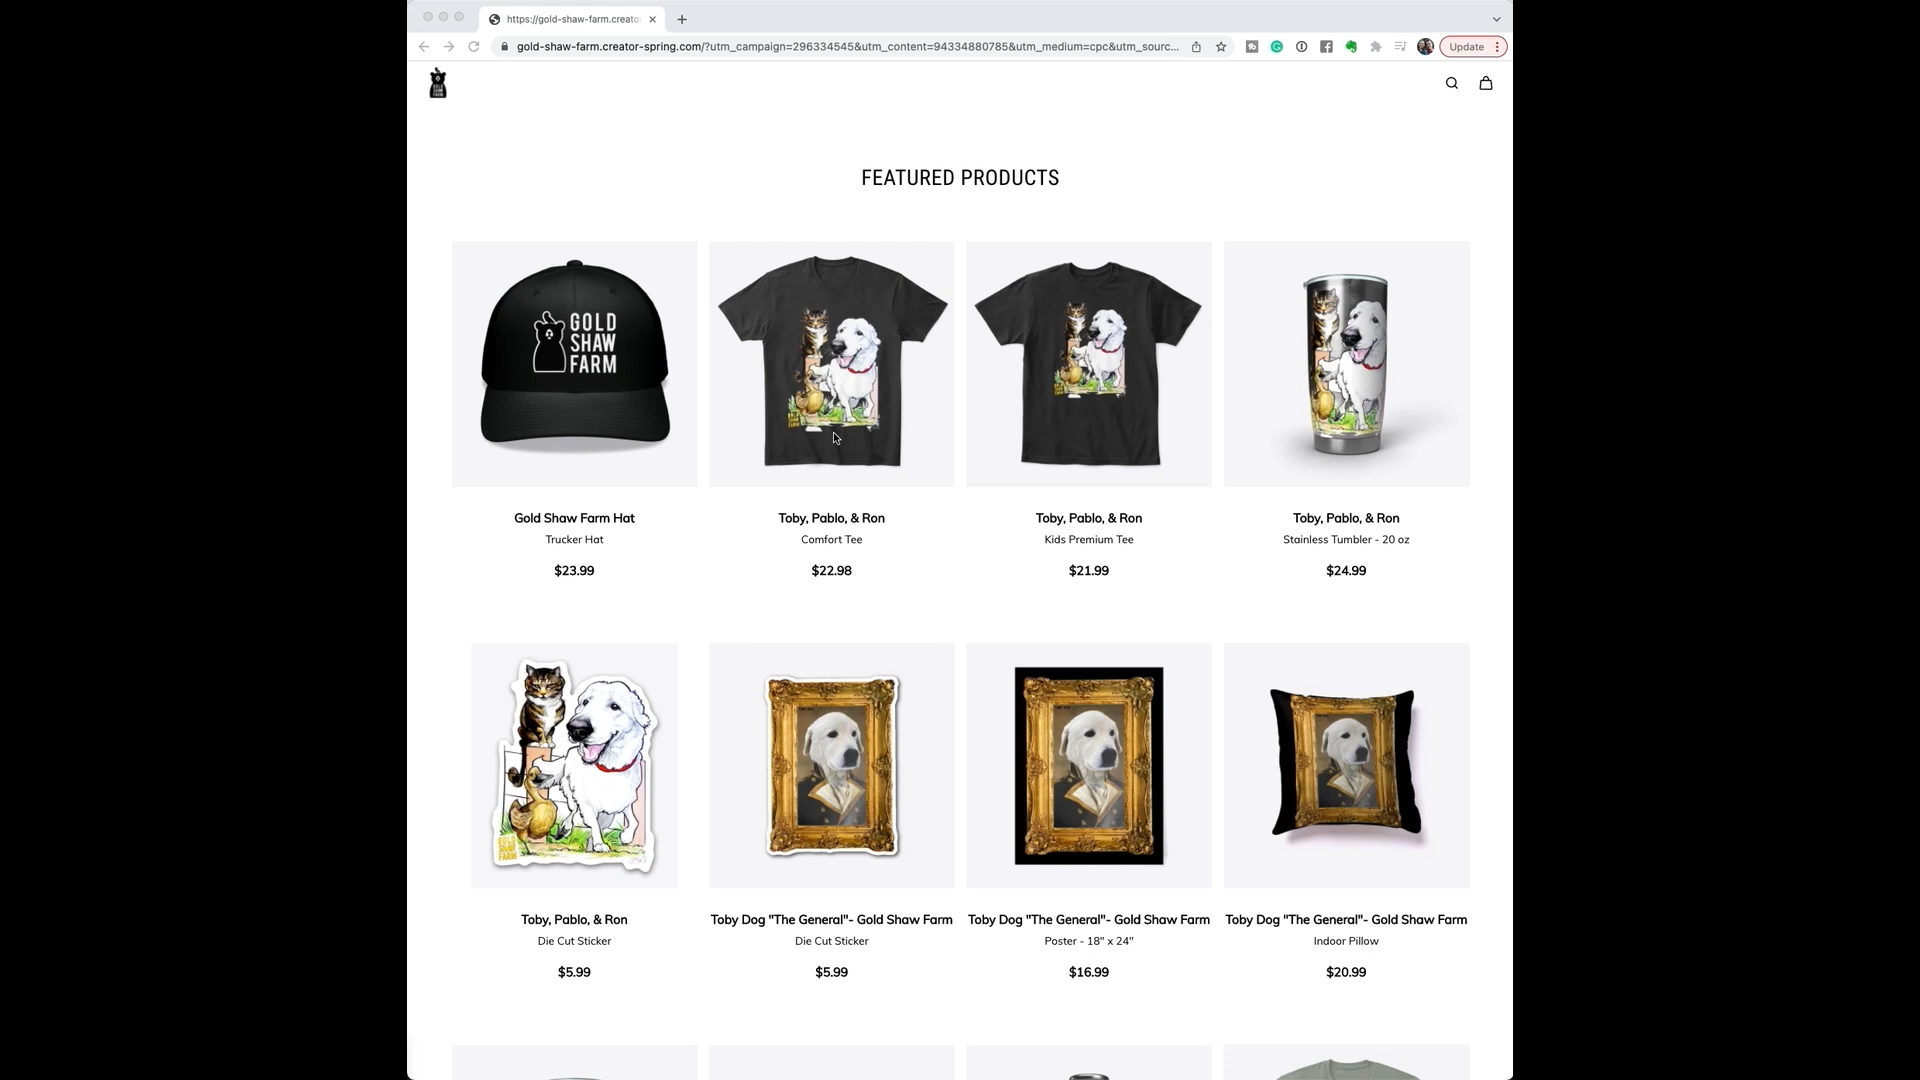 https://gold-shaw-farm.creato
gold-shaw-farm.creator-spring.com/?utm_campaign=296334545&utm_content=94334880785&utm_medium=cpc&utm_sourc...
Update
FEATURED PRODUCTS
GOLD
SHAW
FARM
Gold Shaw Farm Hat
Trucker Hat
$23.99
Toby, Pablo, & Ron
Comfort Tee
$22.98
Toby, Pablo, & Ron
Kids Premium Tee
$21.99
Toby, Pablo, & Ron
Stainless Tumbler - 20 oz
$24.99
GOLD
SHAW
FARM
Toby, Pablo, & Ron
Die Cut Sticker
$5.99
Toby Dog "The General"- Gold Shaw Farm
Die Cut Sticker
$5.99
Toby Dog "The General"- Gold Shaw Farm
Poster - 18" x 24"
$16.99
Toby Dog "The General"- Gold Shaw Farm
Indoor Pillow
$20.99